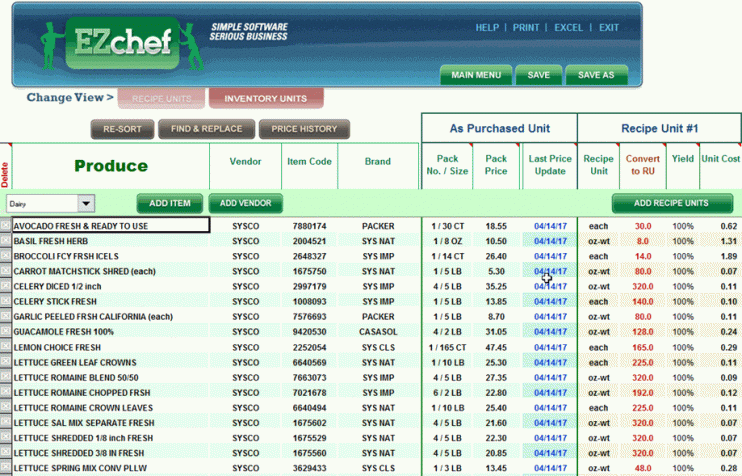 EZchef
SIMPLE SOFTWARE
SERIOUS BUSINESS
HELP | PRINT | EXCEL | EXIT
MAIN MENU SAVE SAVE AS
Change View > RECIPE UNITS INVENTORY UNITS
RE-SORT FIND & REPLACE PRICE HISTORY As Purchased Unit Recipe Unit #1
Delete Produce Vendor Item Code Brand Pack No. / Size Pack Price Last Price Update Recipe Unit Convert to RU Yield Unit Cost
Dairy ADD ITEM ADD VENDOR ADD RECIPE UNITS
AVOCADO FRESH & READY TO USE SYSCO 7880174 PACKER 1 / 30 CT 18.55 04/14/17 each 30.0 100% 0.62
BASIL FRESH HERB SYSCO 2004521 SYS NAT 1 / 8 OZ 10.50 04/14/17 oz-wt 8.0 100% 1.31
BROCCOLI FCY FRSH ICELS SYSCO 2648327 SYS IMP 1 / 14 CT 26.40 04/14/17 each 14.0 100% 1.89
CARROT MATCHSTICK SHRED (each) SYSCO 1675750 SYS NAT 1 / 5 LB 5.30 04/14/17 oz-wt 80.0 100% 0.07
CELERY DICED 1/2 inch SYSCO 2997179 SYS IMP 4 / 5 LB 35.25 04/14/17 oz-wt 320.0 100% 0.11
CELERY STICK FRESH SYSCO 1008093 SYS IMP 1 / 5 LB 13.85 04/14/17 each 140.0 100% 0.10
GARLIC PEELED FRSH CALIFORNIA (each) SYSCO 7576693 PACKER 1 / 5 LB 8.70 04/14/17 oz-wt 80.0 100% 0.11
GUACAMOLE FRESH 100% SYSCO 9420530 CASASOL 4 / 2 LB 31.05 04/14/17 oz-wt 128.0 100% 0.24
LEMON CHOICE FRESH SYSCO 2252054 SYS CLS 1 / 165 CT 47.45 04/14/17 each 165.0 100% 0.29
LETTUCE GREEN LEAF CROWNS SYSCO 6640569 SYS NAT 1 / 10 LB 25.30 04/14/17 each 225.0 100% 0.11
LETTUCE ROMAINE BLEND 50/50 SYSCO 7663073 SYS IMP 4 / 5 LB 27.35 04/14/17 oz-wt 320.0 100% 0.09
LETTUCE ROMAINE CHOPPED FRSH SYSCO 7021678 SYS IMP 6 / 2 LB 22.80 04/14/17 oz-wt 192.0 100% 0.12
LETTUCE ROMAINE CROWN LEAVES SYSCO 6640494 SYS NAT 1 / 10 LB 25.40 04/14/17 each 225.0 100% 0.11
LETTUCE SAL MIX SEPARATE FRESH SYSCO 1675602 SYS NAT 4 / 5 LB 21.60 04/14/17 oz-wt 320.0 100% 0.07
LETTUCE SHREDDED 1/8 inch FRESH SYSCO 1675529 SYS NAT 4 / 5 LB 22.30 04/14/17 oz-wt 320.0 100% 0.07
LETTUCE SHREDDED 3/8 IN FRESH SYSCO 1675560 SYS NAT 4 / 5 LB 20.85 04/14/17 oz-wt 320.0 100% 0.07
LETTUCE SPRING MIX CONV PLLW SYSCO 3629433 SYS CLS 1 / 3 LB 13.45 04/14/17 oz-wt 48.0 100% 0.28